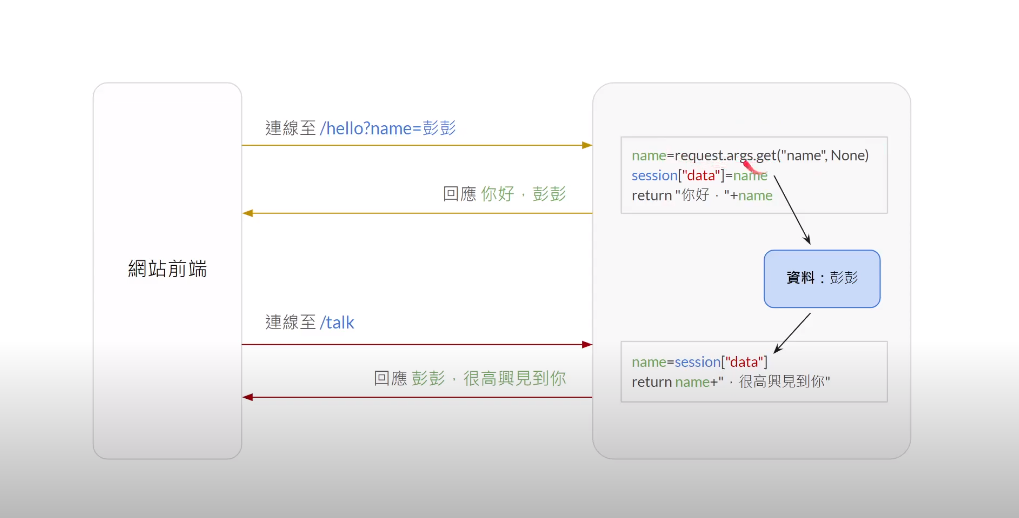 連線至 /hello?name=彭彭
name=request.args.get("name", None)
session["data"]=name
return "你好，"+name
回應 你好，彭彭
網站前端
資料：彭彭
連線至 /talk
name=session["data"]
return name+"，很高興見到你"
回應 彭彭，很高興見到你